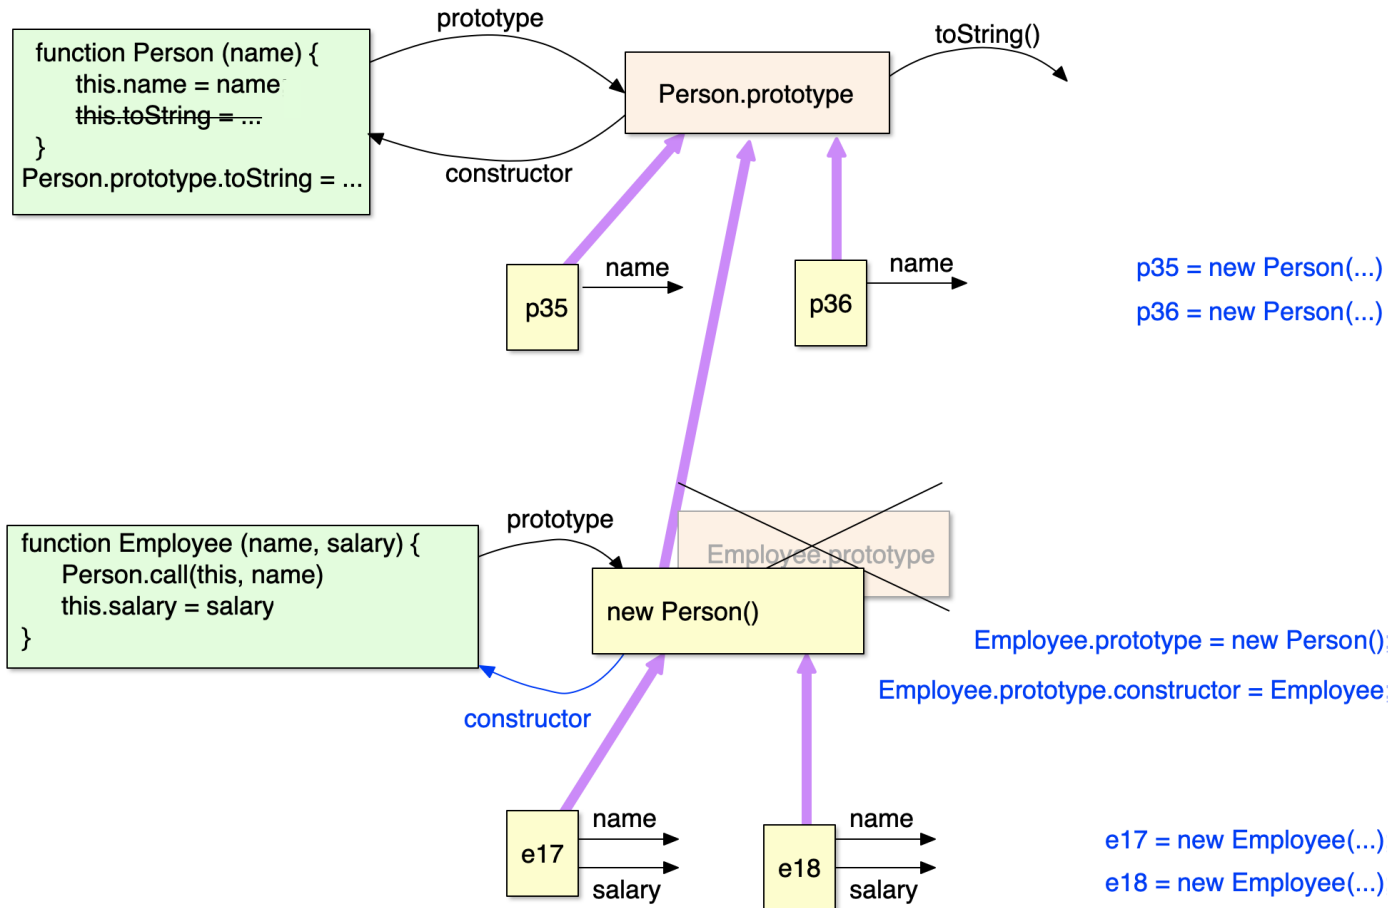 prototype
toString()
function Person (name) {
this.name = name
this.toString = ...
}
Person.prototype.toString = ...
Person.prototype
constructor
name
name
p35
p36
p35 = new Person(...)
p36 = new Person(...)
prototype
function Employee (name, salary) {
Person.call(this, name)
this.salary = salary
}
Employee.prototype
new Person()
Employee.prototype = new Person();
Employee.prototype.constructor = Employee;
constructor
name
name
e17
e18
salary
salary
e17 = new Employee(...)
e18 = new Employee(...)